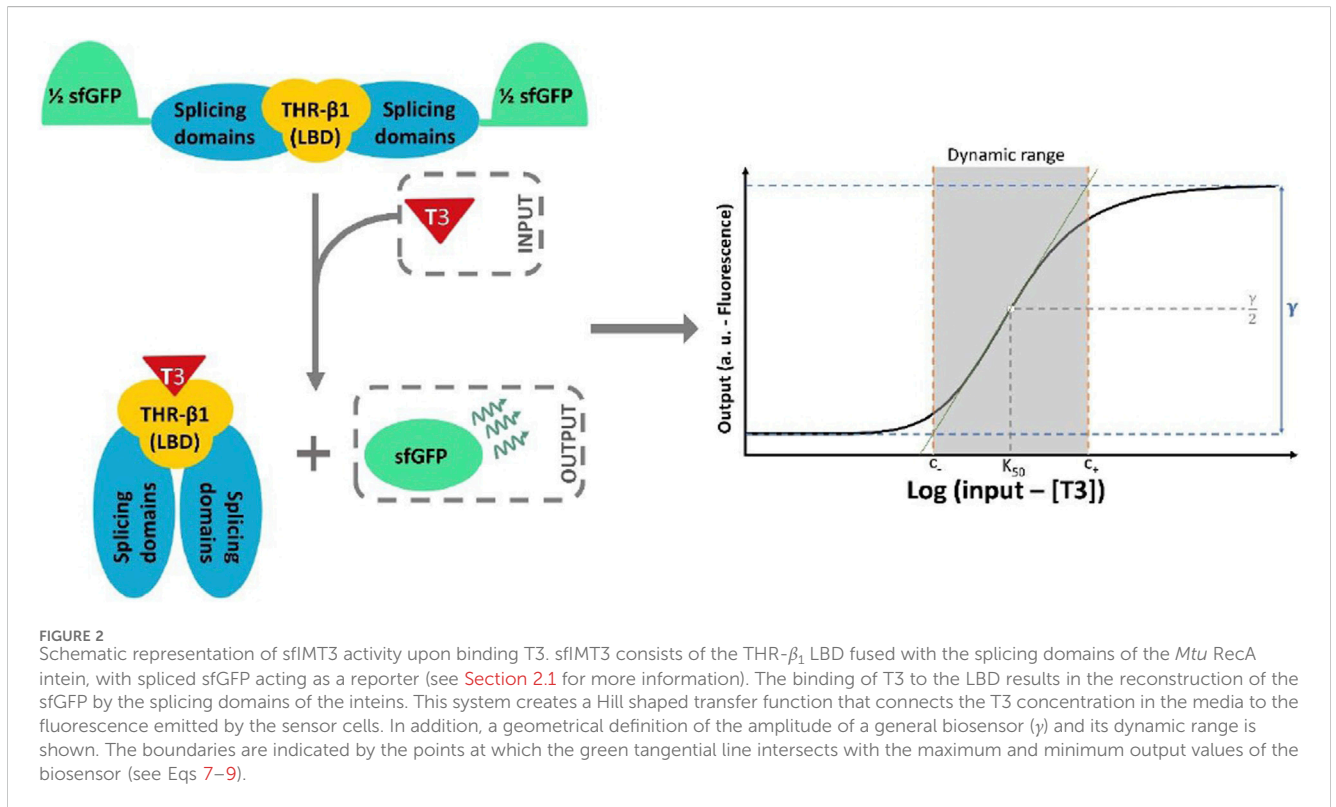 ½ sfGFP
Splicing
domains
THR-β1
(LBD)
Splicing
domains
½ sfGFP
T3
INPUT
T3
THR-β1
(LBD)
Splicing
domains
Splicing
domains
+
sfGFP
OUTPUT
Dynamic range
Output (a. u. - Fluorescence)
γ/2
γ
c-
K50
c+
Log (input – [T3])
FIGURE 2
Schematic representation of sfIMT3 activity upon binding T3. sfIMT3 consists of the THR-β1 LBD fused with the splicing domains of the Mtu RecA
intein, with spliced sfGFP acting as a reporter (see Section 2.1 for more information). The binding of T3 to the LBD results in the reconstruction of the
sfGFP by the splicing domains of the inteins. This system creates a Hill shaped transfer function that connects the T3 concentration in the media to the
fluorescence emitted by the sensor cells. In addition, a geometrical definition of the amplitude of a general biosensor (γ) and its dynamic range is
shown. The boundaries are indicated by the points at which the green tangential line intersects with the maximum and minimum output values of the
biosensor (see Eqs 7–9).